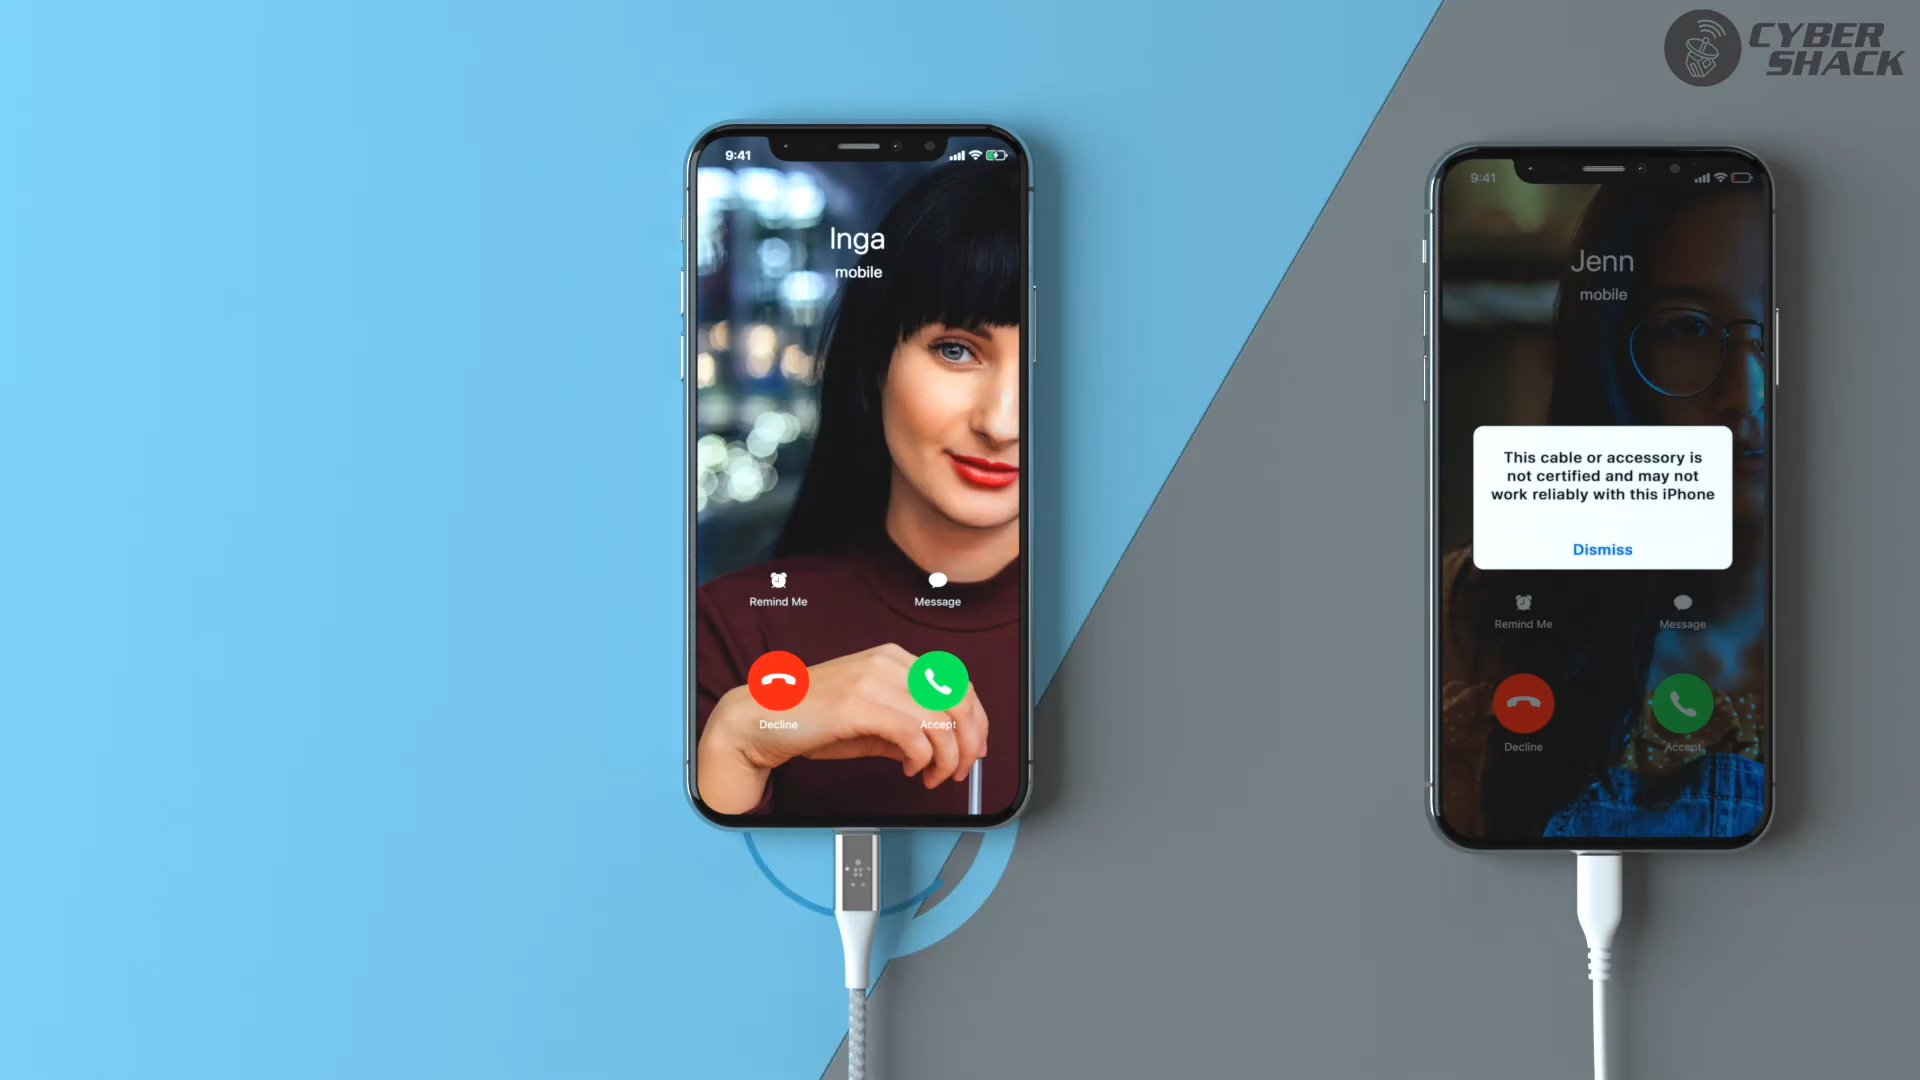 CYBER
SHACK
9:41
Inga
mobile
Remind Me
Message
Decline
Accept
9:41
Jenn
mobile
This cable or accessory is
not certified and may not
work reliably with this iPhone
Dismiss
Remind Me
Message
Decline
Accept